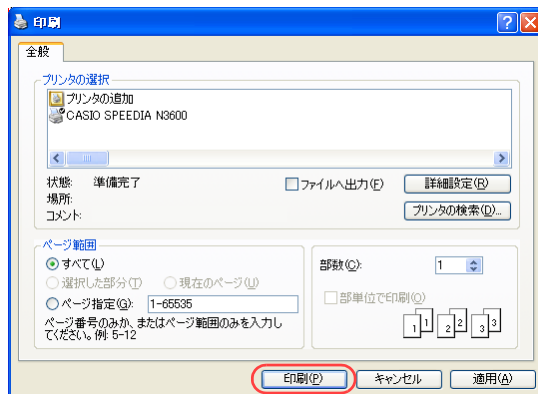 印刷
全般
プリンタの選択
プリンタの追加
CASIO SPEEDIA N3600
状態: 準備完了
場所:
コメント:
ファイルへ出力(F)
詳細設定(R)
プリンタの検索(D)...
ページ範囲
すべて(L)
選択した部分(T) 現在のページ(U)
ページ指定(G): 1-65535
ページ番号のみか、またはページ範囲のみを入力し
てください。例: 5-12
部数(C): 1
部単位で印刷(O)
1 1 2 2 3 3
印刷(P) キャンセル 適用(A)